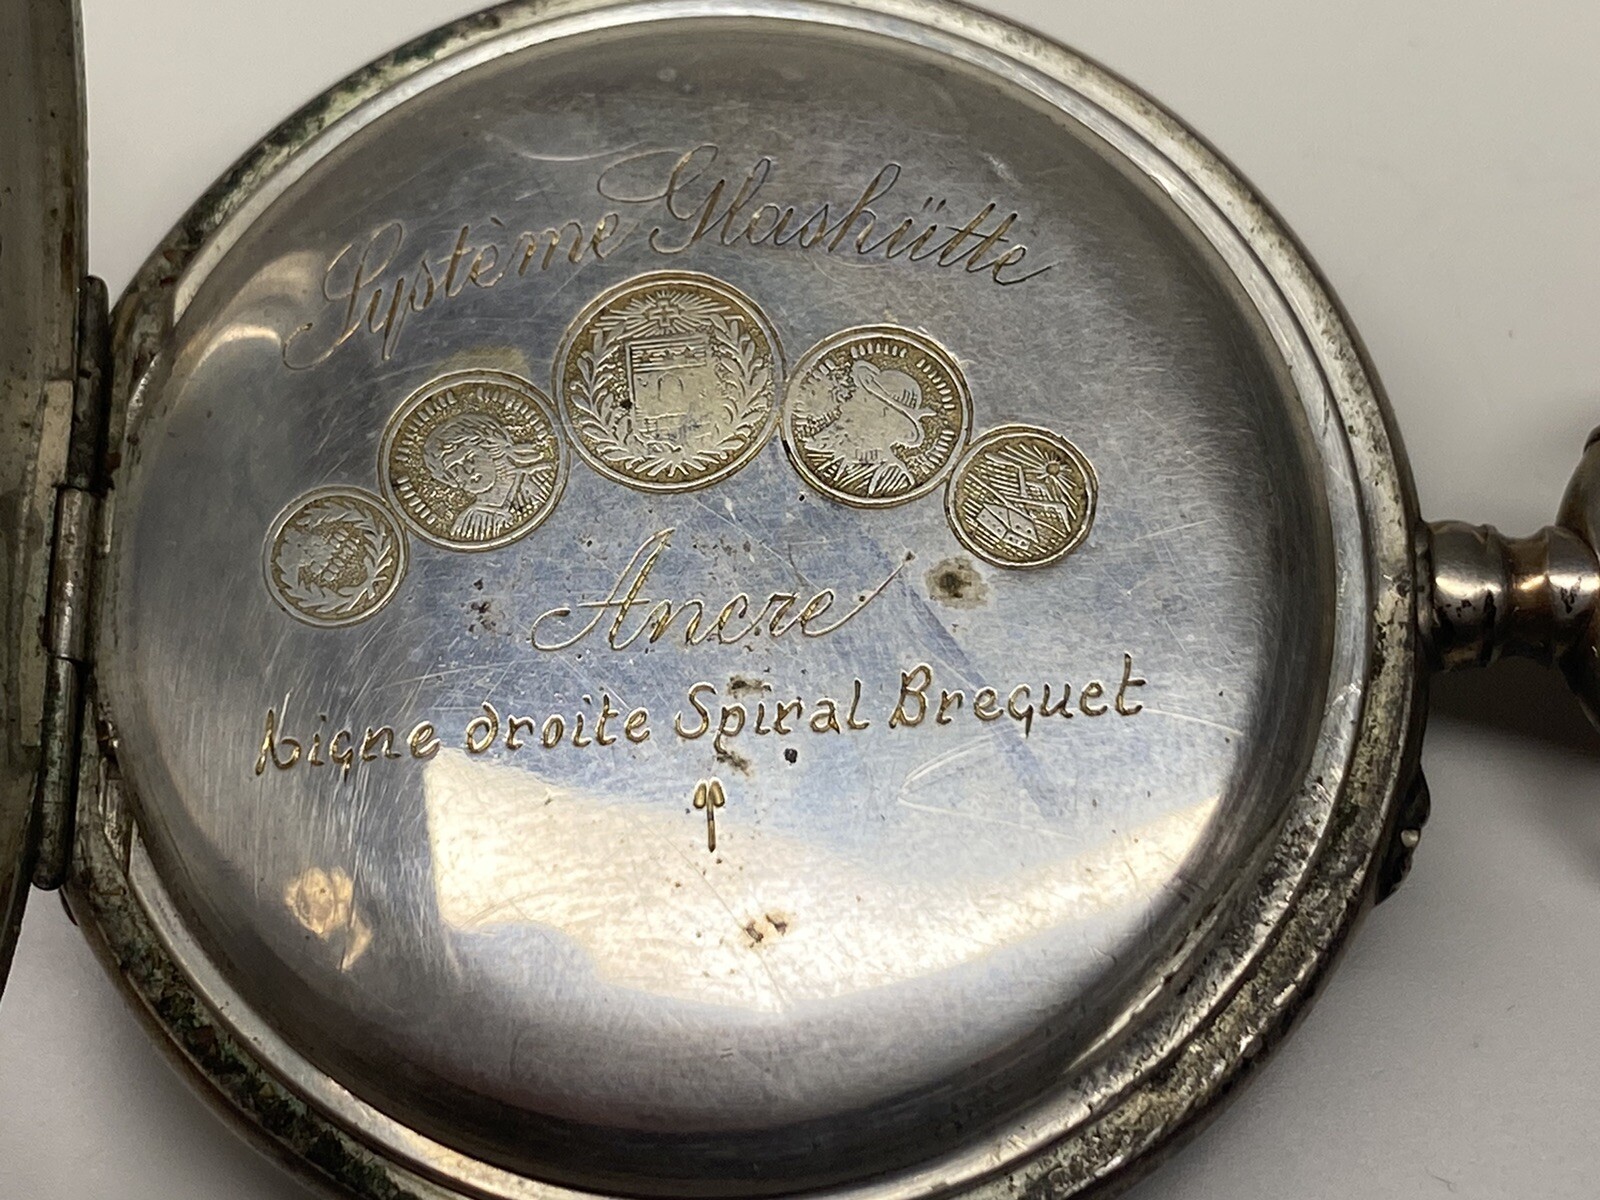 Système Glashütte
Ancre
Ligne droite Spiral Breguet